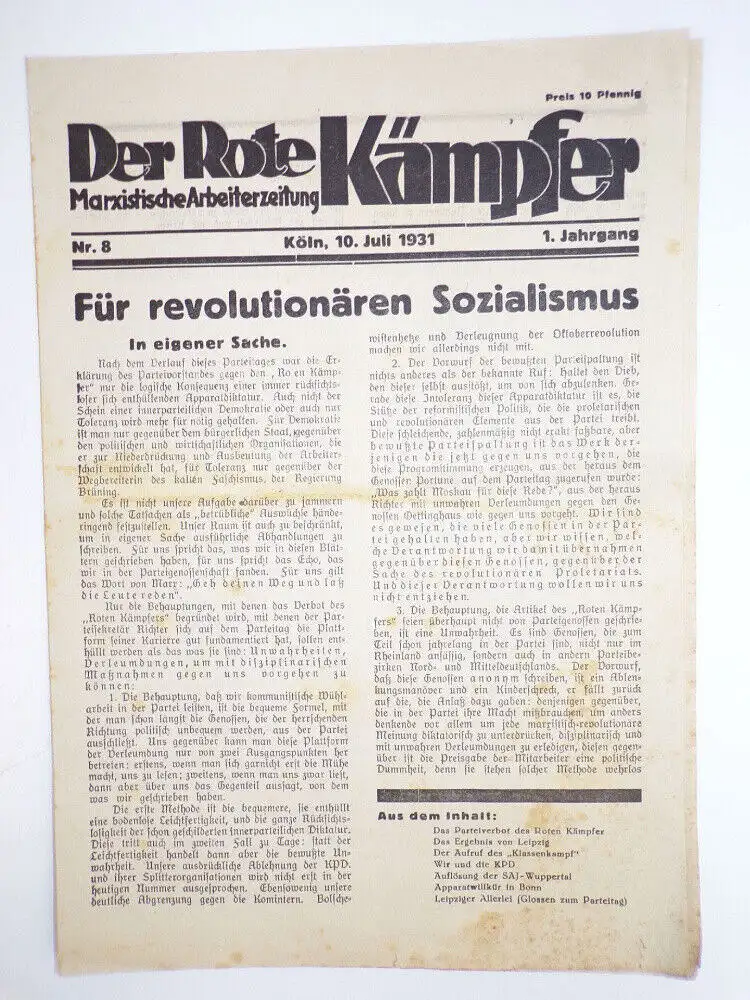 Preis 10 Pfennig
Der Rote Kämpfer
Marxistische Arbeiterzeitung
Nr. 8
Köln, 10. Juli 1931
1. Jahrgang
Für revolutionären Sozialismus
In eigener Sache.
Nach dem Verlauf dieses Parteitages war die Er-
klärung des Parteivorstandes gegen den „Ro en Kämp-
fer“ nur die logische Konsequenz einer immer rücksichts-
loser sich enthüllenden Apparatdiktatur. Auch nicht der
Schein einer innerparteilichen Demokratie oder auch nur
Toleranz wird mehr für nötig gehalten. Für Demokratie
ist man nur gegenüber dem bürgerlichen Staat, gegenüber
den politischen und wirtschaftlichen Organisationen, die
er zur Niederdrückung und Ausbeutung der Arbeiter-
schaft entwickelt hat, für Toleranz nur gegenüber der
Wegbereiterin des kalten Faschismus, der Regierung
Brüning.
Es ist nicht unsere Aufgabe darüber zu jammern
und solche Tatsachen als „betrübliche“ Auswüchse hände-
ringend festzustellen. Unser Raum ist auch zu beschränkt,
um in eigener Sache ausführliche Abhandlungen zu
schreiben. Für uns spricht das, was wir in diesen Blät-
tern geschrieben haben, für uns spricht das Echo, das
wir in der Parteigenossenschaft fanden. Für uns gilt
das Wort von Marx: „Geh deinen Weg und laß
die Leute reden“.
Nur die Behauptungen, mit denen das Verbot des
„Roten Kämpfers“ begründet wird, mit denen der Par-
teisekretär Richter sich auf dem Parteitag die Platt-
form seiner Karriere gut fundamentiert hat, sollen ent-
hüllt werden als das was sie sind: Unwahrheiten,
Verleumdungen, um mit disziplinarischen
Maßnahmen gegen uns vorgehen zu
können:
1. Die Behauptung, daß wir kommunistische Wühl-
arbeit in der Partei leisten, ist die bequeme Formel, mit
der man schon längst die Genossen, die der herrschenden
Richtung politisch unbequem werden, aus der Partei
ausschließt. Uns gegenüber kann man diese Plattform
der Verleumdung nur von zwei Ausgangspunkten her
betreten: erstens, wenn man sich garnicht erst die Mühe
macht, uns zu lesen; zweitens, wenn man uns zwar liest,
dann aber über uns das Gegenteil aussagt, von dem
was wir geschrieben haben.
Die erste Methode ist die bequemere, sie enthüllt
eine bodenlose Leichtfertigkeit, und die ganze Rücksichts-
losigkeit der schon geschilderten innerparteilichen Diktatur.
Diese tritt auch im zweiten Fall zu Tage: statt der
Leichtfertigkeit handelt dann aber die bewußte Un-
wahrheit. Unsere ausdrückliche Ablehnung der KPD.
und ihrer Splitterorganisationen wird nicht erst in der
heutigen Nummer ausgesprochen. Ebensowenig unsere
deutliche Abgrenzung gegen die Komintern. Bolsche-
wistenhetze und Verleugnung der Oktoberrevolution
machen wir allerdings nicht mit.
2. Der Vorwurf der bewußten Parteispaltung ist
nichts anderes als der bekannte Ruf: haltet den Dieb,
den dieser selbst ausstößt, um von sich abzulenken. Ge-
rade diese Intoleranz dieser Apparatdiktatur ist es, die
Stütze der reformistischen Politik, die die proletarischen
und revolutionären Elemente aus der Partei treibt.
Diese schleichende, zahlenmäßig nicht exakt faßbare, aber
bewußte Parteispaltung ist das Werk der-
jenigen die jetzt gegen uns vorgehen, die
diese Progromstimmung erzeugen, aus der heraus dem
Genossen Portune auf dem Parteitag zugerufen wurde:
„Was zahlt Moskau für diese Rede?“, aus der heraus
Richter mit unwahren Verleumdungen gegen den Ge-
nossen Oettinghaus wie gegen uns vorgeht. Wir sind
es gewesen, die viele Genossen in der Par-
tei gehalten haben, aber wir wissen, wel-
che Verantwortung wir damit übernahmen
gegenüber diesen Genossen, gegenüber der
Sache des revolutionären Proletariats.
Und dieser Verantwortung wollen wir uns
nicht entziehen.
3. Die Behauptung, die Artikel des „Roten Kämp-
fers“ seien überhaupt nicht von Parteigenossen geschrie-
ben, ist eine Unwahrheit. Es sind Genossen, die zum
Teil schon jahrelang in der Partei sind, nicht nur im
Rheinland ansässig, sondern auch in andern Parteibe-
zirken Nord- und Mitteldeutschlands. Der Vorwurf,
daß diese Genossen anonym schreiben, ist ein Ablen-
kungsmanöver und ein Kinderschreck, er fällt zurück
auf die, die Anlaß dazu gaben: denjenigen gegenüber,
die in der Partei ihre Macht mißbrauchen, um anders
denkende vor allem um jede marxistisch-revolutionäre
Meinung diktatorisch zu unterdrücken, disziplinarisch und
mit unwahren Verleumdungen zu erledigen, diesen gegen-
über ist die Preisgabe der Mitarbeiter eine politische
Dummheit, denn sie stehen solcher Methode wehrlos
Aus dem Inhalt:
Das Parteiverbot des Roten Kämpfer
Das Ergebnis von Leipzig
Der Aufruf des „Klassenkampf“
Wir und die KPD
Auflösung der SAJ-Wuppertal
Apparatwillkür in Bonn
Leipziger Allerlei (Glossen zum Parteitag)